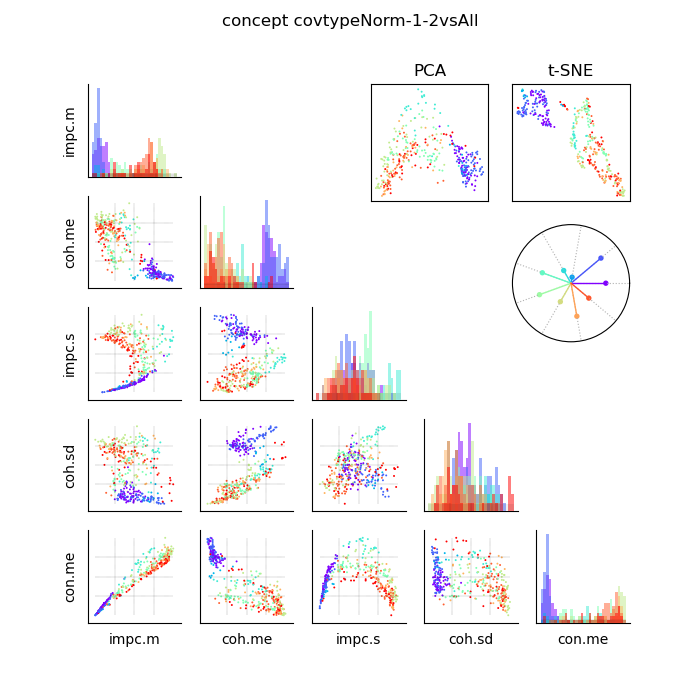 concept covtypeNorm-1-2vsAll
PCA
t-SNE
impc.m
coh.me
impc.s
coh.sd
con.me
impc.m
coh.me
impc.s
coh.sd
con.me